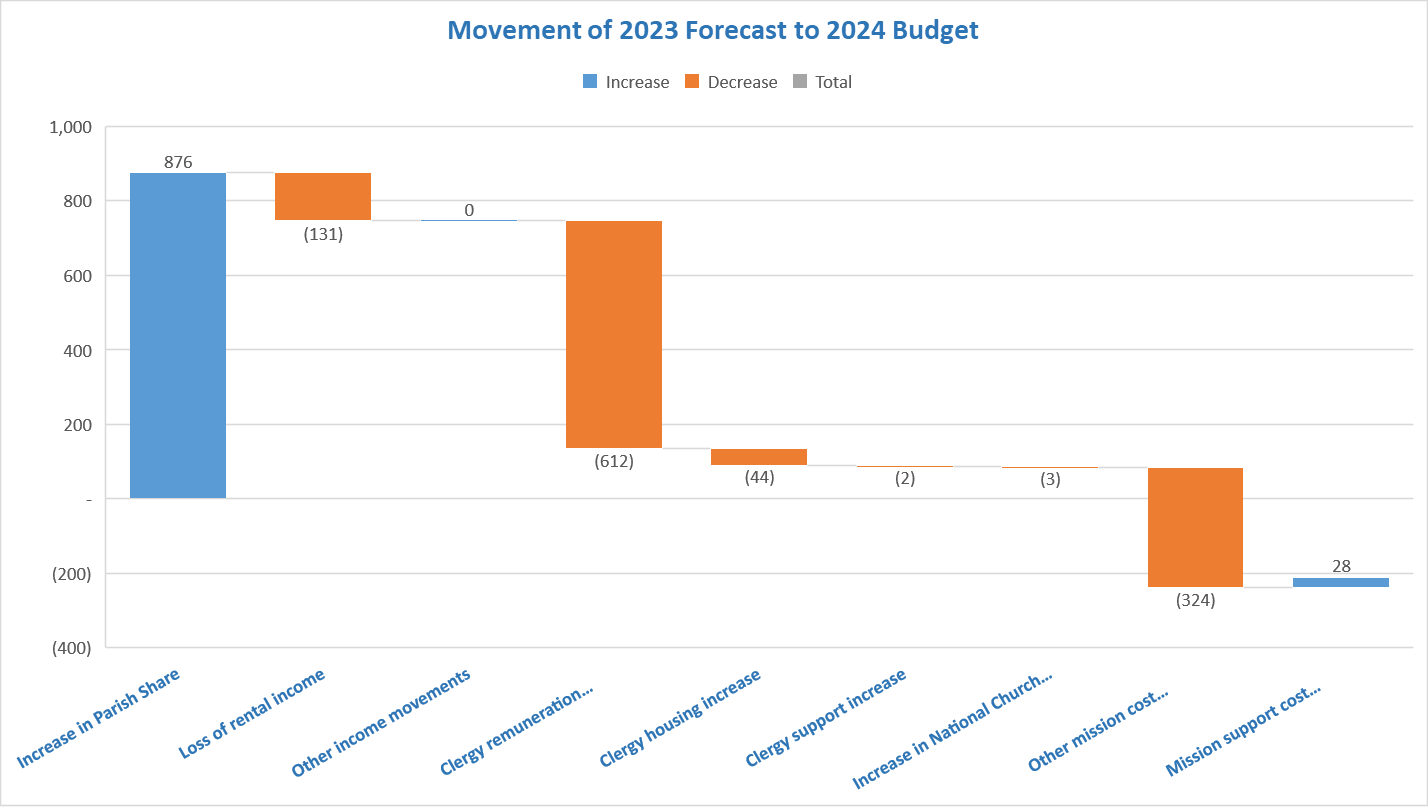 Movement of 2023 Forecast to 2024 Budget
Increase Decrease Total
1,000
800
600
400
200
-
(200)
(400)
876
(131)
0
(612)
(44)
(2)
(3)
(324)
28
Increase in Parish Share
Loss of rental income
Other income movements
Clergy remuneration...
Clergy housing increase
Clergy support increase
Increase in National Church...
Other mission cost...
Mission support cost...